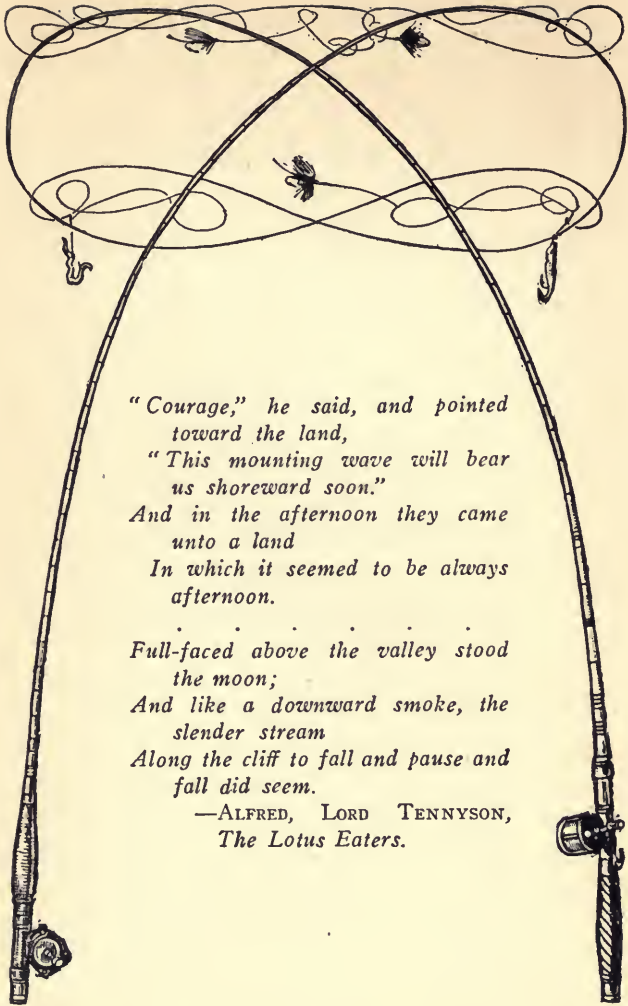 "Courage," he said, and pointed
toward the land,
"This mounting wave will bear
us shoreward soon."
And in the afternoon they came
unto a land
In which it seemed to be always
afternoon.
. . . . . .
Full-faced above the valley stood
the moon;
And like a downward smoke, the
slender stream
Along the cliff to fall and pause and
fall did seem.
—ALFRED, LORD TENNYSON,
The Lotus Eaters.